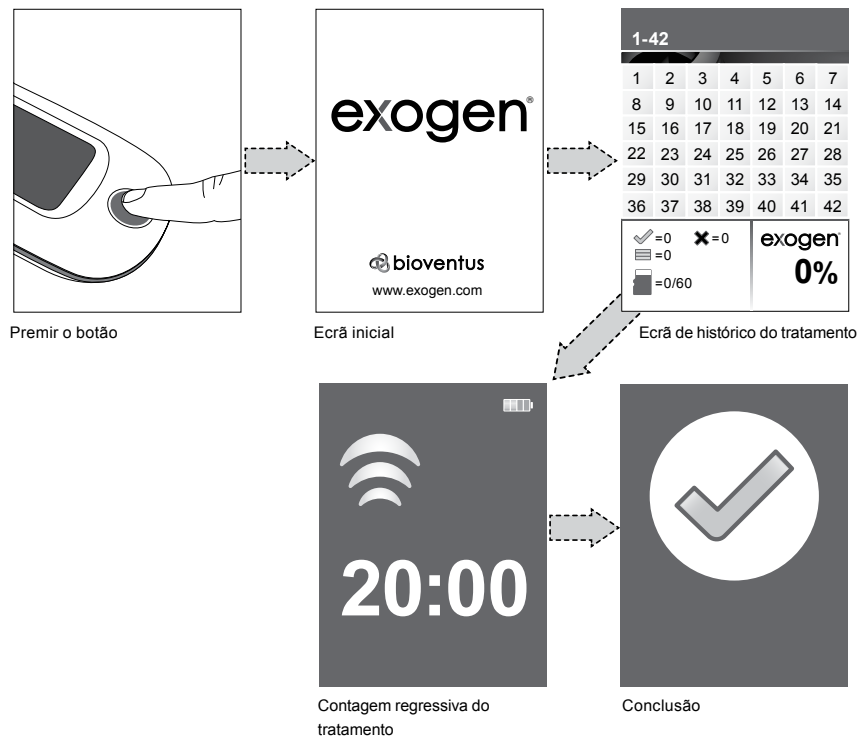 exogen®
bioventus
www.exogen.com
1-42
1 2 3 4 5 6 7
8 9 10 11 12 13 14
15 16 17 18 19 20 21
22 23 24 25 26 27 28
29 30 31 32 33 34 35
36 37 38 39 40 41 42
=0 =0
=0
=0/60
exogen®
0%
Premir o botão
Ecrã inicial
Ecrã de histórico do tratamento
20:00
Contagem regressiva do
tratamento
Conclusão